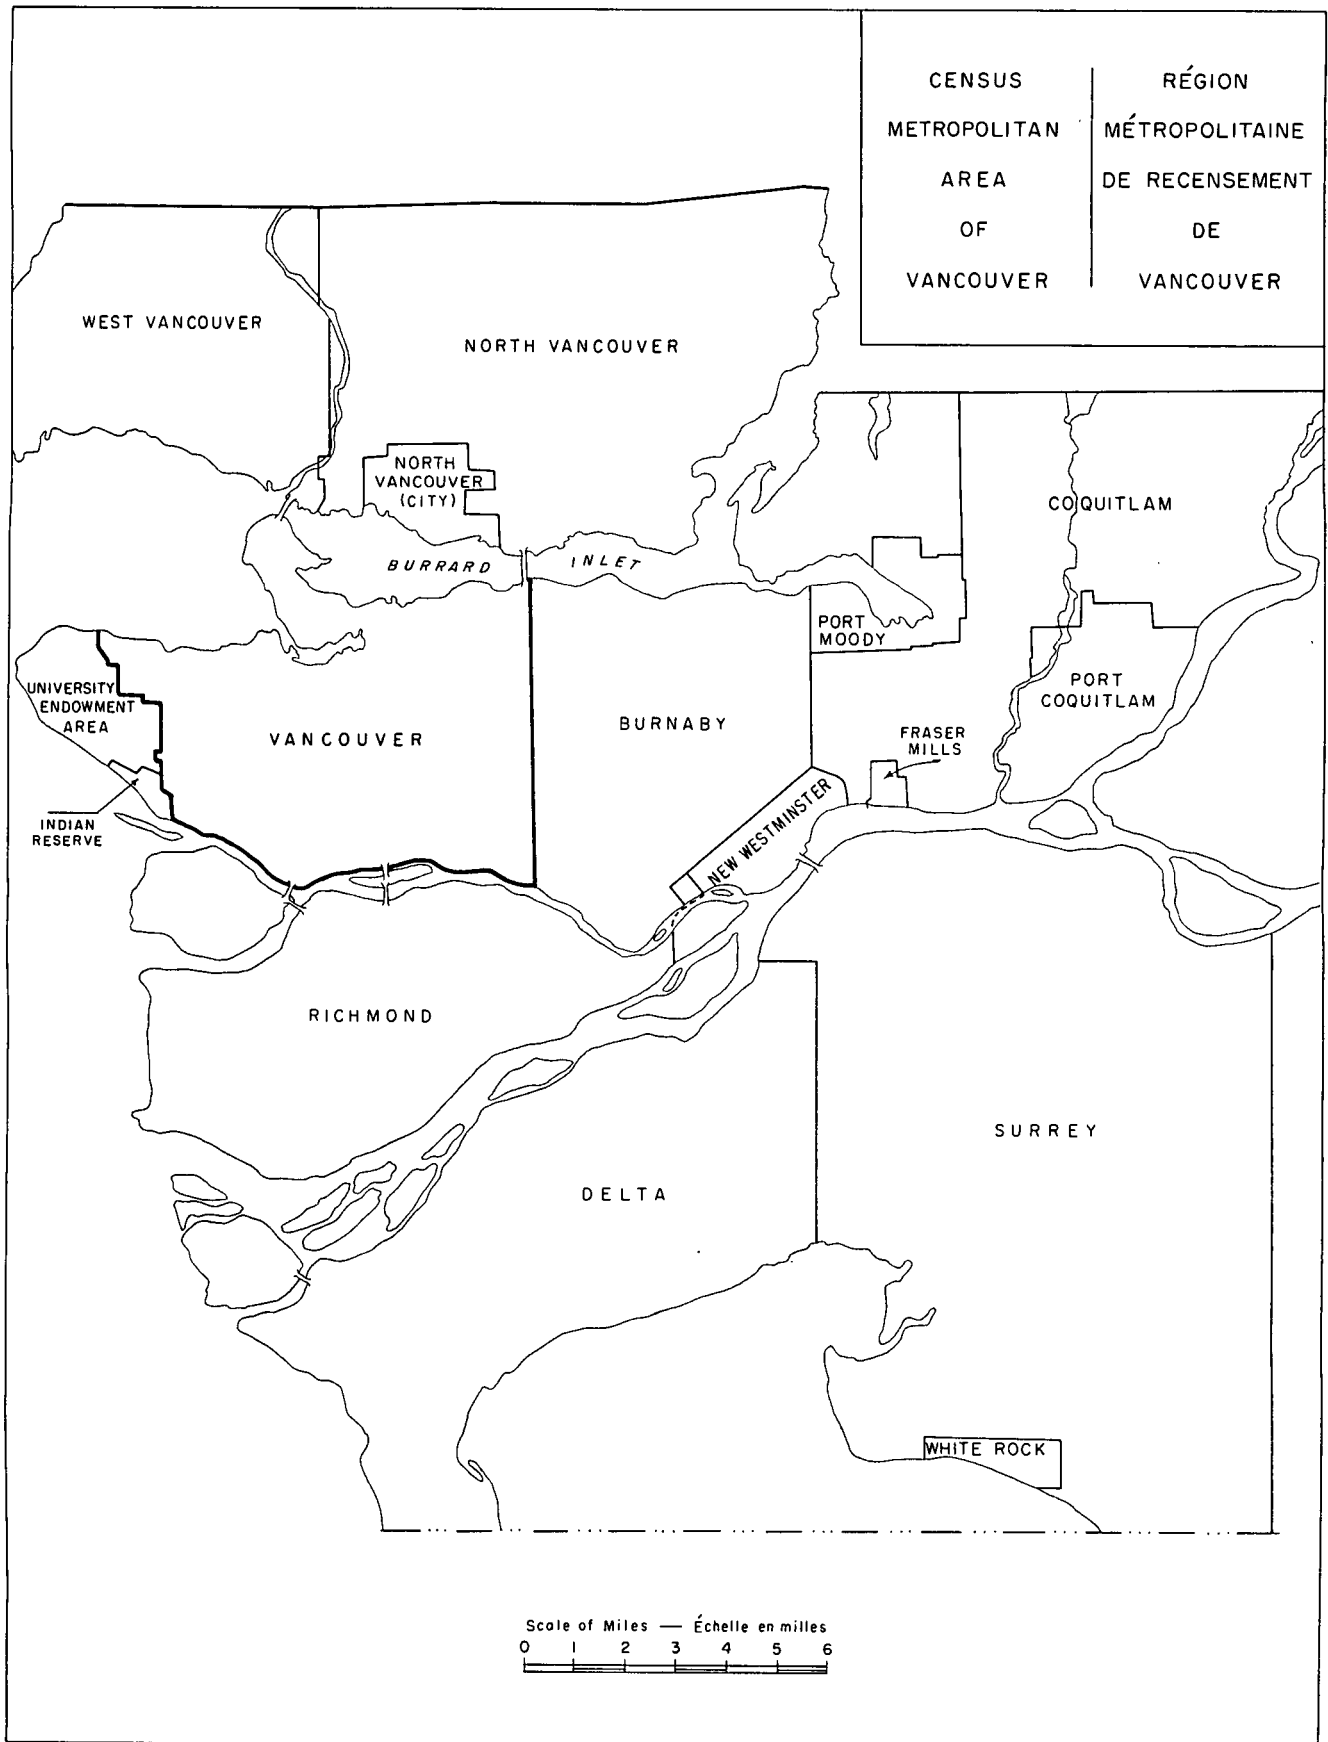 CENSUS
METROPOLITAN
AREA
OF
VANCOUVER
RÉGION
MÉTROPOLITAINE
DE RECENSEMENT
DE
VANCOUVER
WEST VANCOUVER
NORTH VANCOUVER
NORTH
VANCOUVER
(CITY)
COQUITLAM
BURRARD INLET
PORT
MOODY
PORT
COQUITLAM
UNIVERSITY
ENDOWMENT
AREA
VANCOUVER
BURNABY
FRASER
MILLS
INDIAN
RESERVE
NEW WESTMINSTER
RICHMOND
SURREY
DELTA
WHITE ROCK
Scale of Miles — Échelle en milles
0 1 2 3 4 5 6